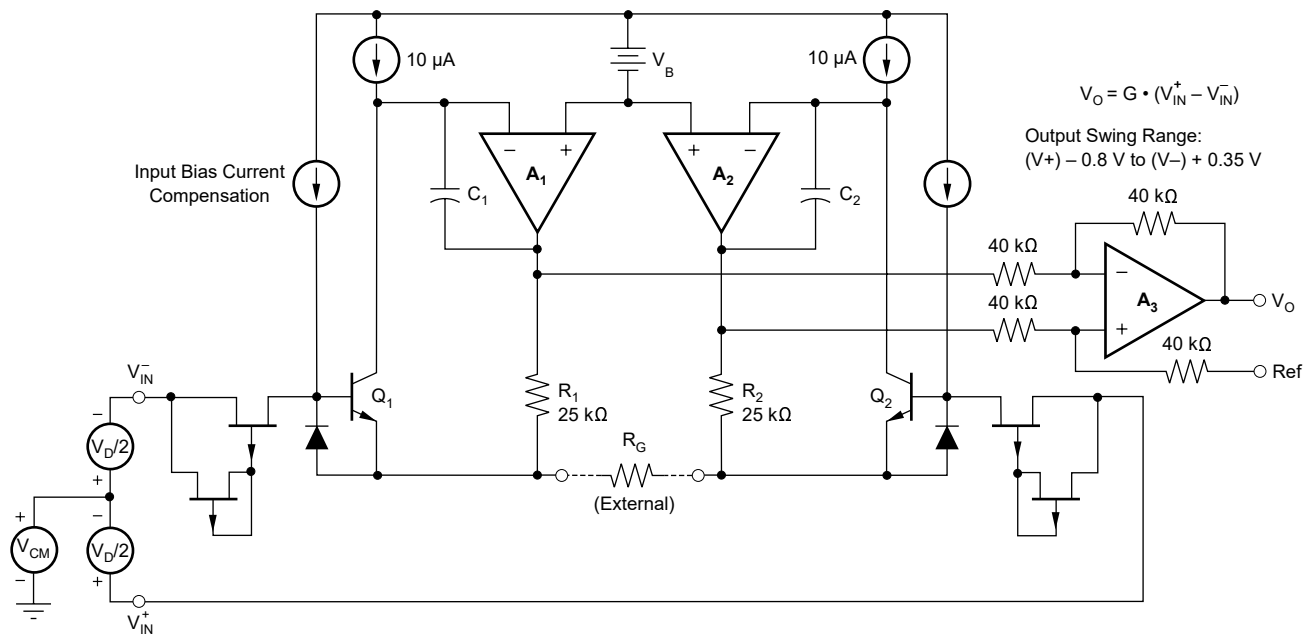 10 µA
V_B
10 µA
V_O = G • (V_IN^+ – V_IN^–)
Output Swing Range:
(V+) – 0.8 V to (V–) + 0.35 V
Input Bias Current
Compensation
C_1
– +
A_1
+ –
A_2
C_2
40 kΩ
40 kΩ
–
A_3
V_O
40 kΩ
+
40 kΩ
Ref
V_IN^–
Q_1
R_1
25 kΩ
R_2
25 kΩ
Q_2
–
V_D/2
+
R_G
(External)
+
V_CM
–
–
V_D/2
+
V_IN^+